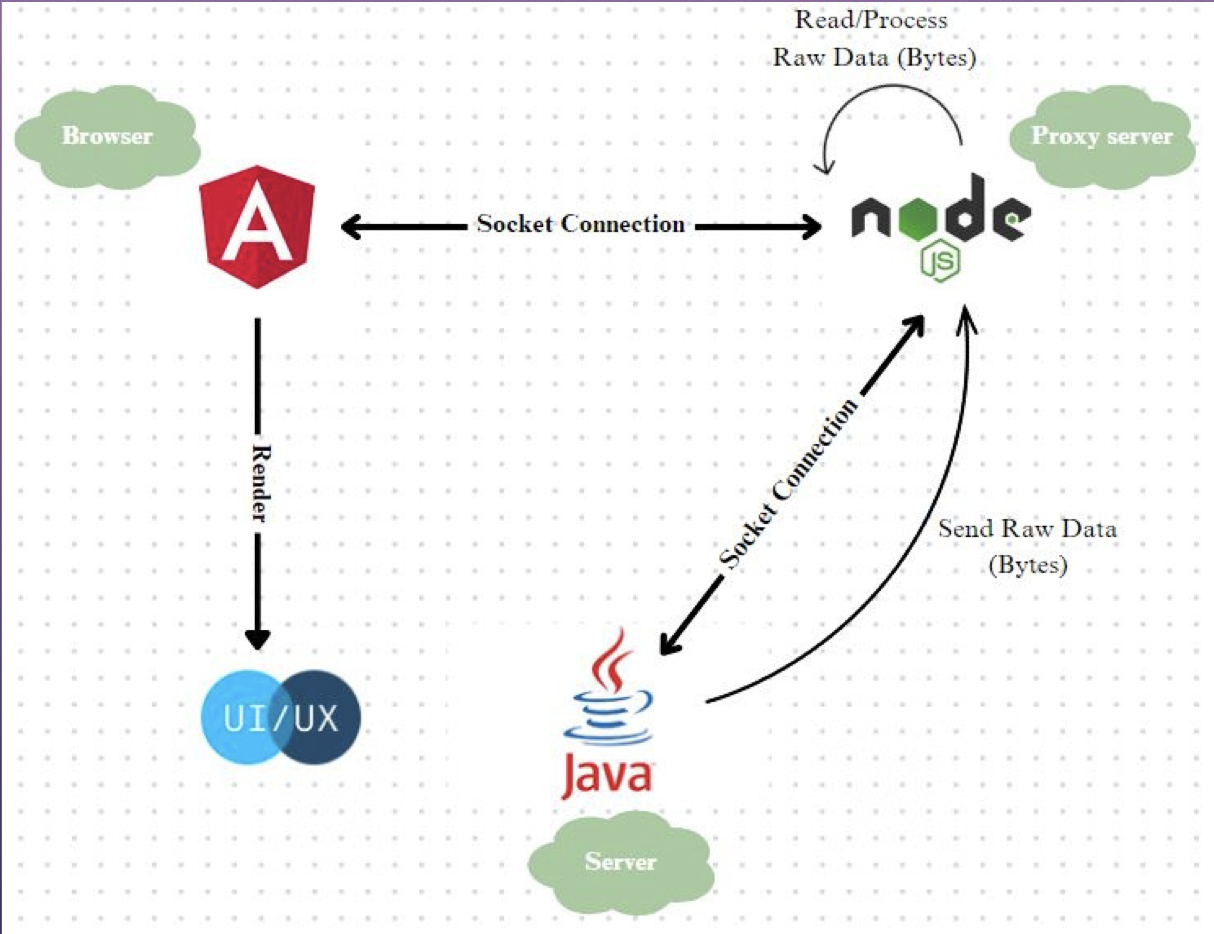 Read/Process
Raw Data (Bytes)
Browser
Proxy server
A
Socket Connection
node
JS
Render
Socket Connection
Send Raw Data
(Bytes)
UI/UX
Java
Server